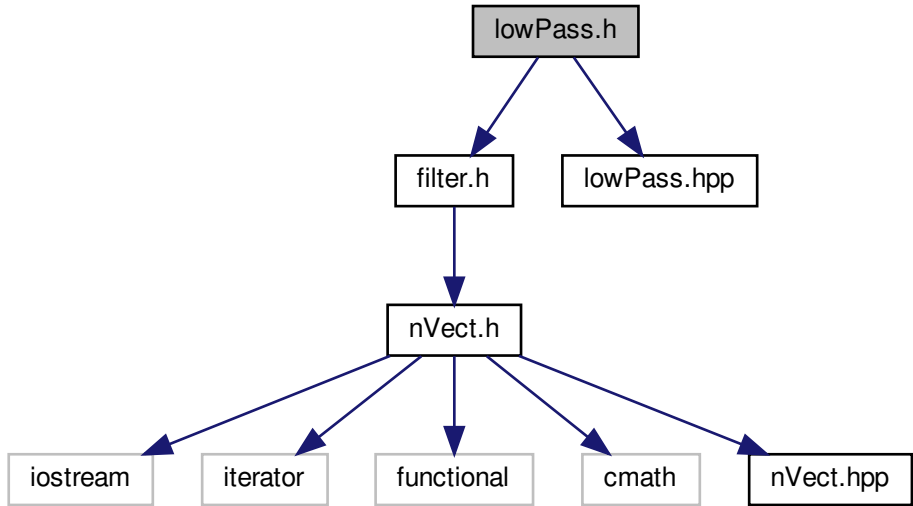 lowPass.h
filter.h
lowPass.hpp
nVect.h
iostream
iterator
functional
cmath
nVect.hpp